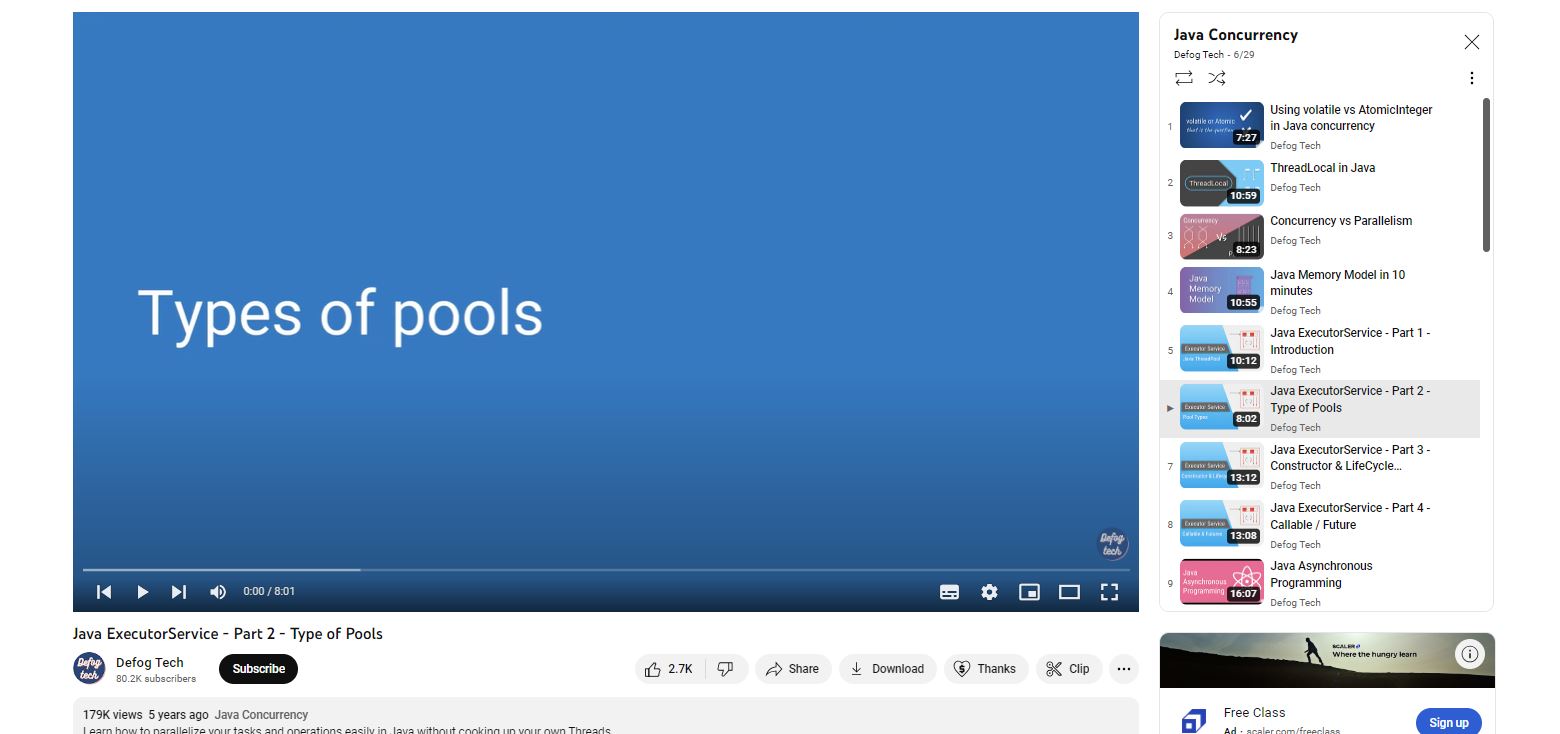 Types of pools
Defog
tech
0:00 / 8:01
Java ExecutorService - Part 2 - Type of Pools
Defog
tech
Defog Tech
80.2K subscribers
Subscribe
2.7K
Share
Download
Thanks
Clip
179K views 5 years ago Java Concurrency
Learn how to parallelize your tasks and operations easily in Java without cooking up your own Threads.
Java Concurrency
Defog Tech - 6/29
1
volatile or Atomic
that is the question
7:27
Using volatile vs AtomicInteger
in Java concurrency
Defog Tech
2
ThreadLocal
10:59
ThreadLocal in Java
Defog Tech
3
Concurrency
Vs
8:23
Concurrency vs Parallelism
Defog Tech
4
Java
Memory
Model
10:55
Java Memory Model in 10
minutes
Defog Tech
5
Executor Service
Java ThreadPool
10:12
Java ExecutorService - Part 1 -
Introduction
Defog Tech
Executor Service
Pool Types
8:02
Java ExecutorService - Part 2 -
Type of Pools
Defog Tech
7
Executor Service
Constructor & Lifecy
13:12
Java ExecutorService - Part 3 -
Constructor & LifeCycle...
Defog Tech
8
Executor Service
Callable & Futures
13:08
Java ExecutorService - Part 4 -
Callable / Future
Defog Tech
9
Java
Asynchronous
Programming
16:07
Java Asynchronous
Programming
Defog Tech
SCALER
Where the hungry learn
Free Class
Ad · scaler.com/freeclass
Sign up